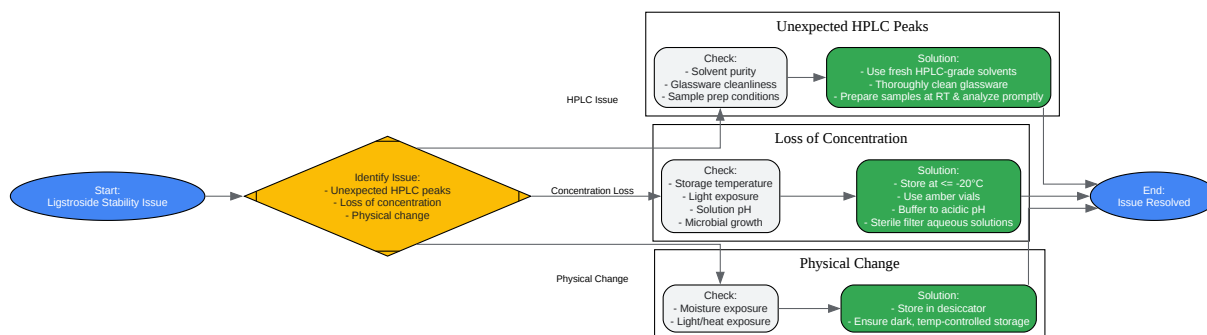 Start:
Ligstroside Stability Issue
Identify Issue:
- Unexpected HPLC peaks
- Loss of concentration
- Physical change
HPLC Issue
Unexpected HPLC Peaks
Check:
- Solvent purity
- Glassware cleanliness
- Sample prep conditions
Solution:
- Use fresh HPLC-grade solvents
- Thoroughly clean glassware
- Prepare samples at RT & analyze promptly
Concentration Loss
Loss of Concentration
Check:
- Storage temperature
- Light exposure
- Solution pH
- Microbial growth
Solution:
- Store at <= -20°C
- Use amber vials
- Buffer to acidic pH
- Sterile filter aqueous solutions
Physical Change
Physical Change
Check:
- Moisture exposure
- Light/heat exposure
Solution:
- Store in desiccator
- Ensure dark, temp-controlled storage
End:
Issue Resolved